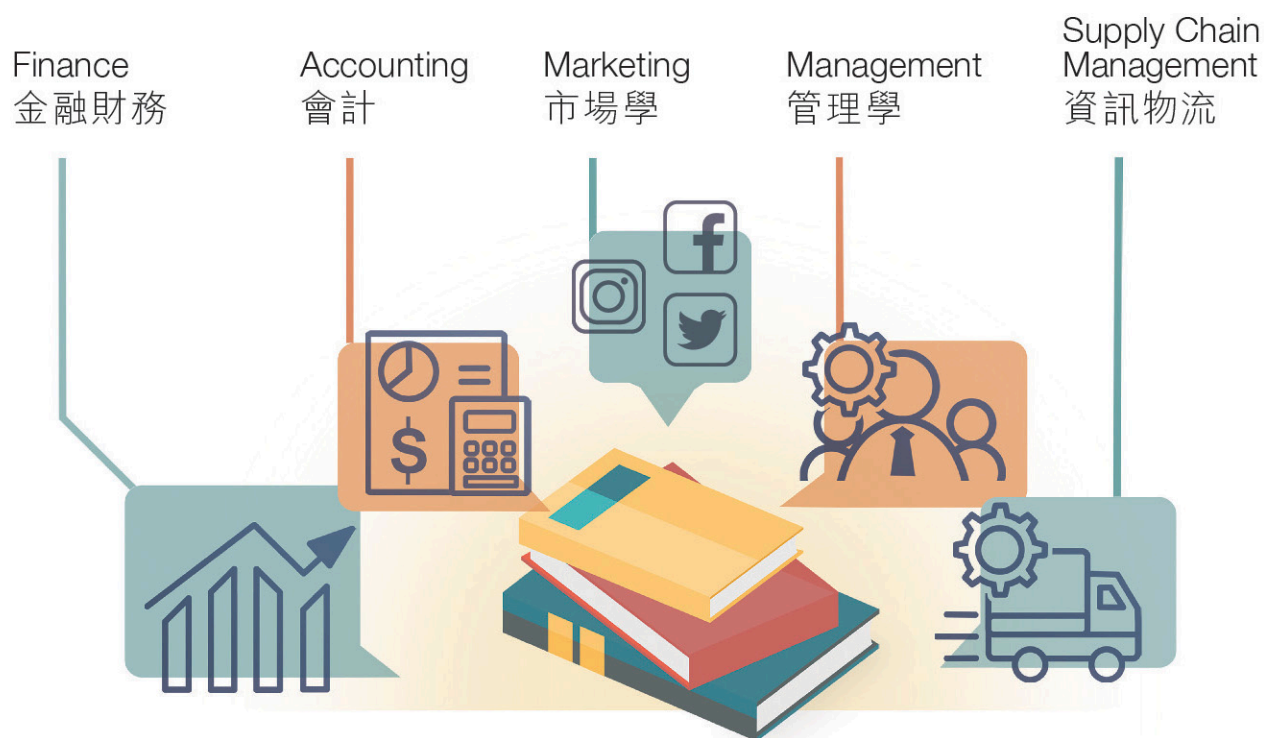 Finance
金融財務
Accounting
會計
Marketing
市場學
Management
管理學
Supply Chain
Management
資訊物流
$
f